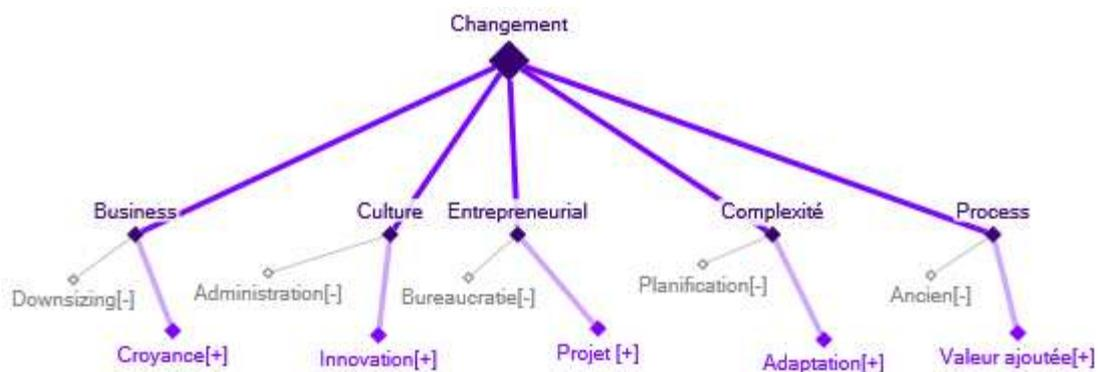 Changement
Business
Culture
Entrepreneurial
Complexité
Process
Downsizing[-]
Administration[-]
Bureaucratie[-]
Planification[-]
Ancien[-]
Croyance[+]
Innovation[+]
Projet [+]
Adaptation[+]
Valeur ajoutée[+]